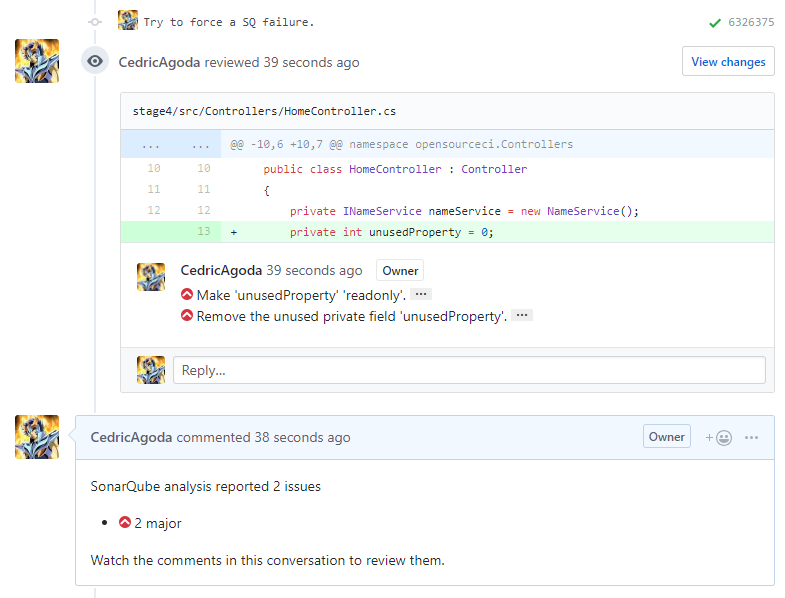 Try to force a SQ failure. 6326375
CedricAgoda reviewed 39 seconds ago View changes
stage4/src/Controllers/HomeController.cs
... ... @@ -10,6 +10,7 @@ namespace opensourceci.Controllers
10 10 public class HomeController : Controller
11 11 {
12 12 private INameService nameService = new NameService();
13 + private int unusedProperty = 0;
CedricAgoda 39 seconds ago Owner
Make 'unusedProperty' 'readonly'. ...
Remove the unused private field 'unusedProperty'. ...
Reply...
CedricAgoda commented 38 seconds ago Owner + ...
SonarQube analysis reported 2 issues
• 2 major
Watch the comments in this conversation to review them.